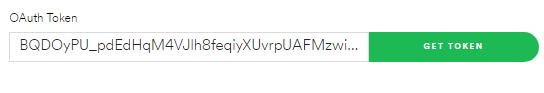 OAuth Token
BQDOyPU_pdEdHqM4VJlh8feqiyXUvrpUAFMzwi...
GET TOKEN